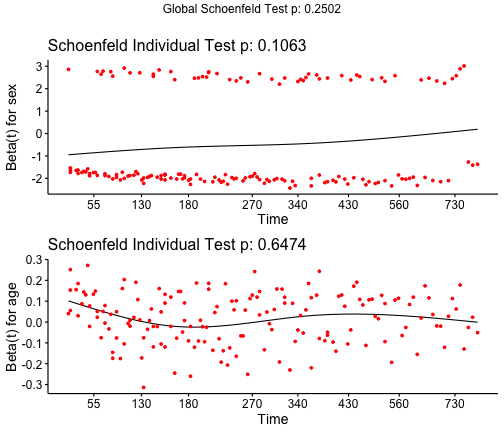 Global Schoenfeld Test p: 0.2502
Schoenfeld Individual Test p: 0.1063
Beta(t) for sex
3
2
1
0
-1
-2
55 130 180 270 340 430 560 730
Time
Schoenfeld Individual Test p: 0.6474
Beta(t) for age
0.3
0.2
0.1
0.0
-0.1
-0.2
-0.3
55 130 180 270 340 430 560 730
Time